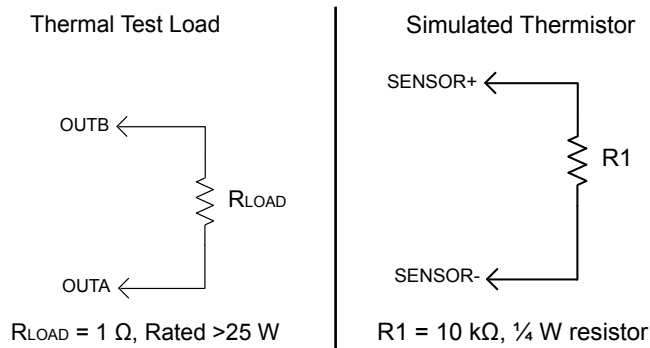 Thermal Test Load
OUTB
RLOAD
OUTA
RLOAD = 1 Ω, Rated >25 W
Simulated Thermistor
SENSOR+
R1
SENSOR-
R1 = 10 kΩ, ¼ W resistor